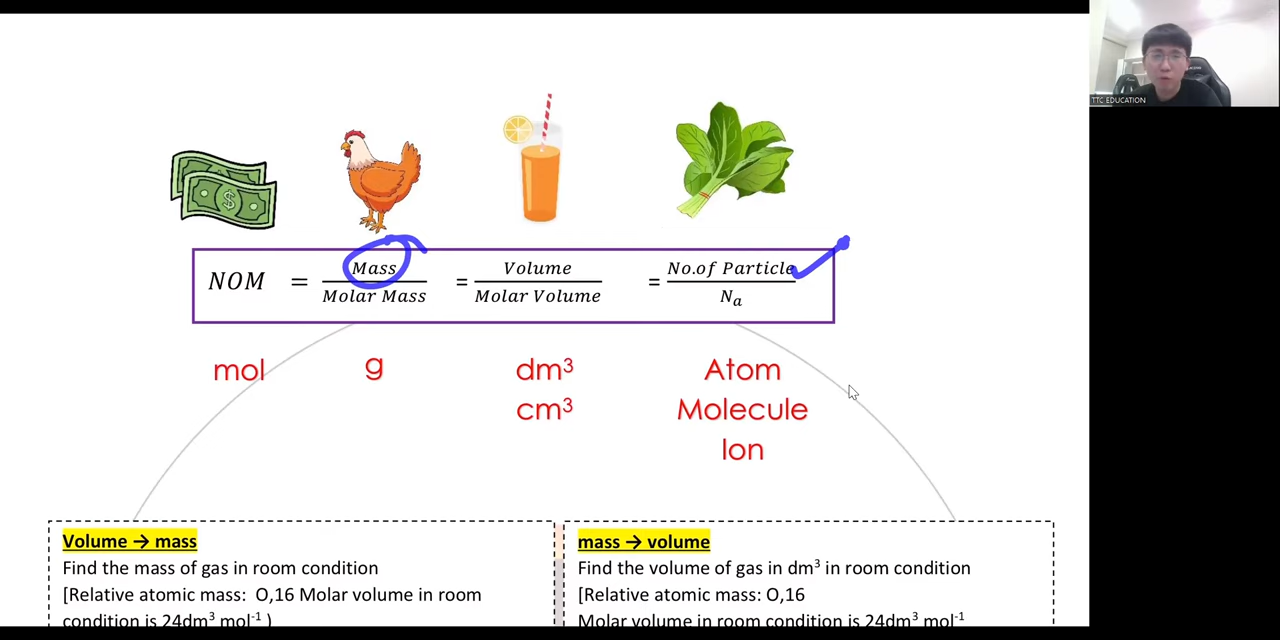 TTC EDUCATION
NOM = Mass / Molar Mass = Volume / Molar Volume = No.of Particle / Na
mol g dm³ Atom
cm³ Molecule
Ion
Volume → mass
Find the mass of gas in room condition
[Relative atomic mass: O,16 Molar volume in room
condition is 24dm³ mol⁻¹ )
mass → volume
Find the volume of gas in dm³ in room condition
[Relative atomic mass: O,16
Molar volume in room condition is 24dm³ mol⁻¹